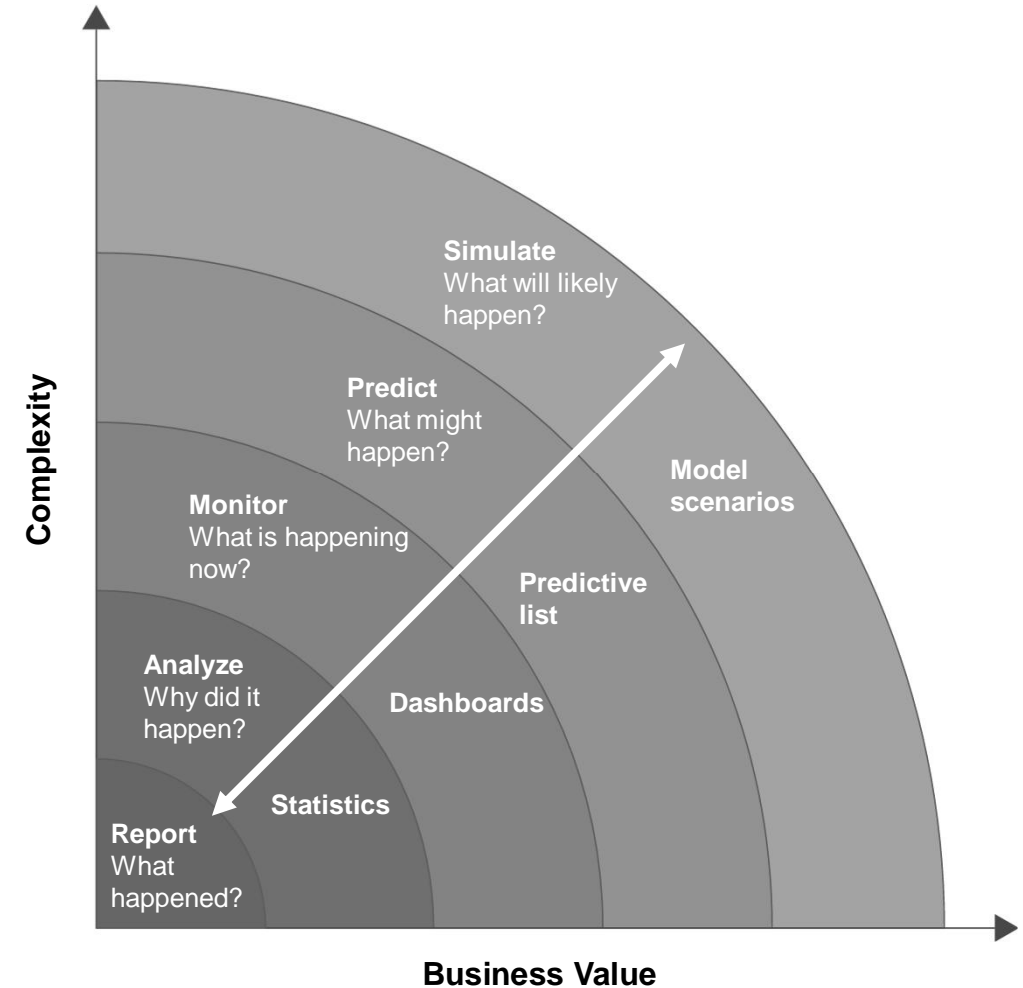 Complexity
Simulate
What will likely
happen?
Predict
What might
happen?
Model
scenarios
Monitor
What is happening
now?
Predictive
list
Analyze
Why did it
happen?
Dashboards
Statistics
Report
What
happened?
Business Value